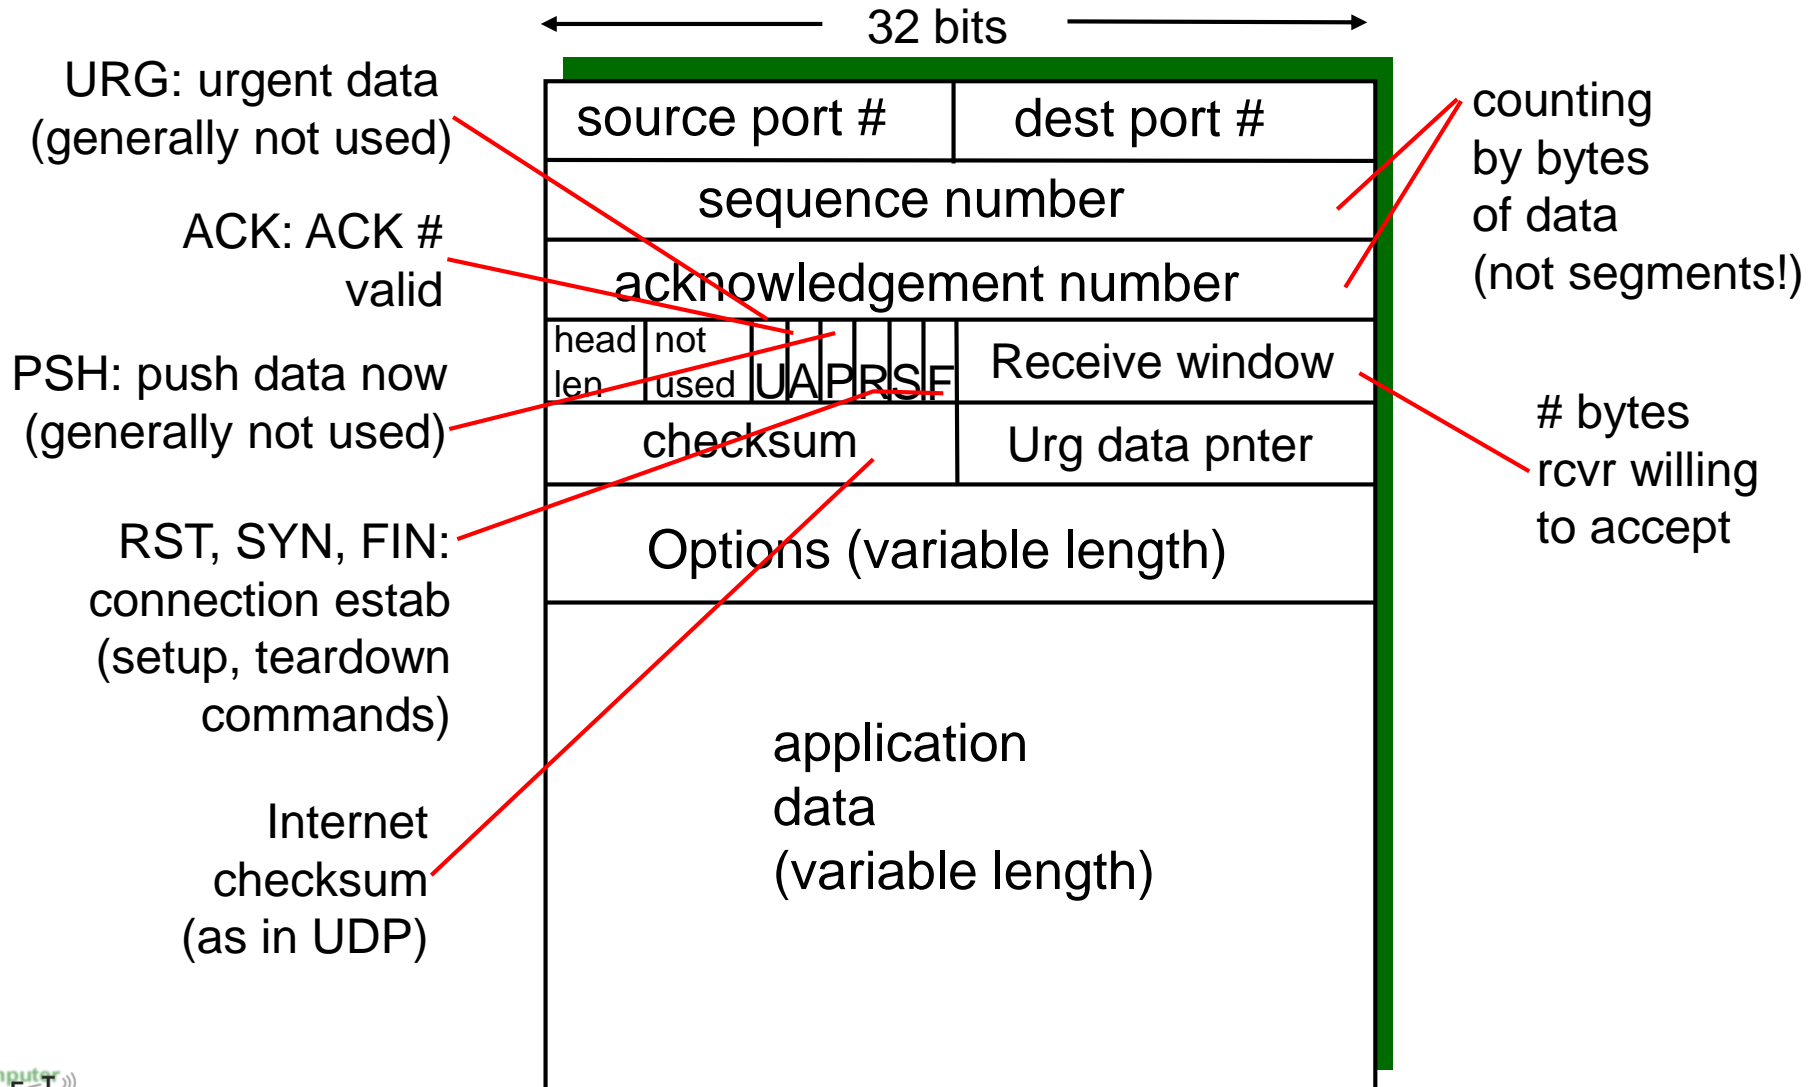 32 bits
URG: urgent data
(generally not used)
ACK: ACK #
valid
PSH: push data now
(generally not used)
RST, SYN, FIN:
connection estab
(setup, teardown
commands)
Internet
checksum
(as in UDP)
source port #
dest port #
sequence number
acknowledgement number
head
len
not
used
U A P R S F
Receive window
checksum
Urg data pnter
Options (variable length)
application
data
(variable length)
counting
by bytes
of data
(not segments!)
# bytes
rcvr willing
to accept